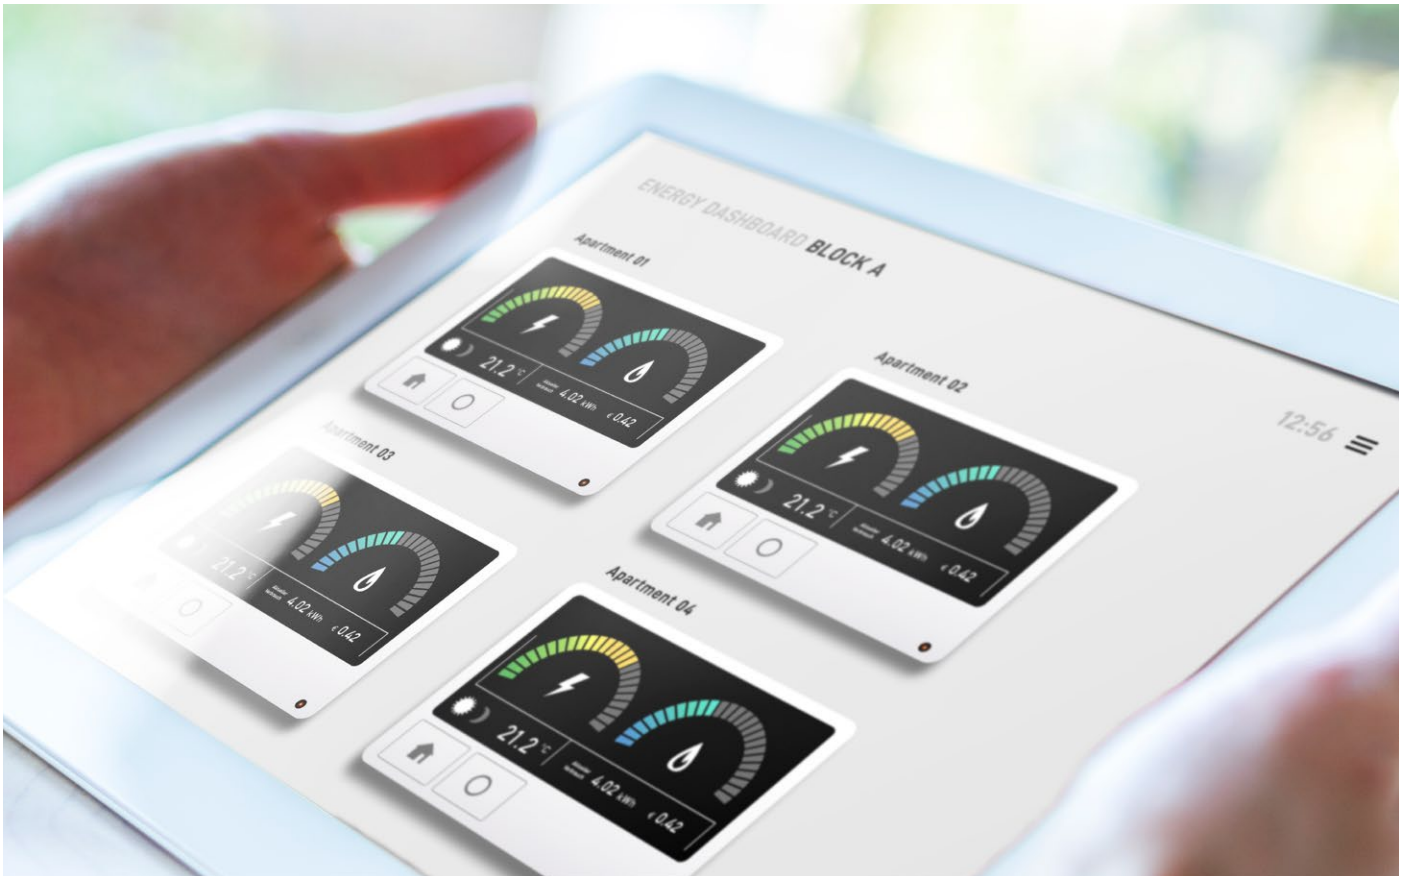 ENERGY DASHBOARD BLOCK A
12:56
Apartment 01
21.2 °C
4.02 kWh
€ 0.42
Apartment 02
21.2 °C
4.02 kWh
€ 0.42
Apartment 03
21.2 °C
4.02 kWh
€ 0.42
Apartment 04
21.2 °C
4.02 kWh
€ 0.42